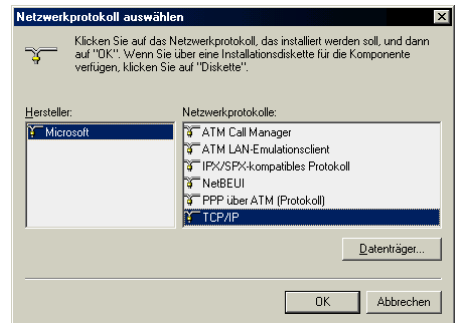 Netzwerkprotokoll auswählen
Klicken Sie auf das Netzwerkprotokoll, das installiert werden soll, und dann
auf "OK". Wenn Sie über eine Installationsdiskette für die Komponente
verfügen, klicken Sie auf "Diskette".
Hersteller:
Microsoft
Netzwerkprotokolle:
ATM Call Manager
ATM LAN-Emulationsclient
IPX/SPX-kompatibles Protokoll
NetBEUI
PPP über ATM (Protokoll)
TCP/IP
Datenträger...
OK
Abbrechen